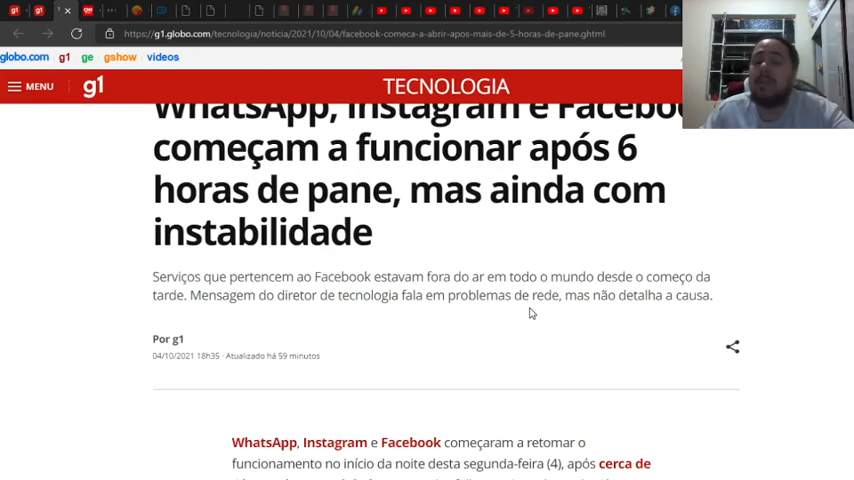 https://g1.globo.com/tecnologia/noticia/2021/10/04/facebook-comeca-a-abrir-apos-mais-de-5-horas-de-pane.ghtml
globo.com g1 ge gshow videos
MENU g1 TECNOLOGIA
WhatsApp, Instagram e Facebo
começam a funcionar após 6
horas de pane, mas ainda com
instabilidade
Serviços que pertencem ao Facebook estavam fora do ar em todo o mundo desde o começo da
tarde. Mensagem do diretor de tecnologia fala em problemas de rede, mas não detalha a causa.
Por g1
04/10/2021 18h35 · Atualizado há 59 minutos
WhatsApp, Instagram e Facebook começaram a retomar o
funcionamento no início da noite desta segunda-feira (4), após cerca de